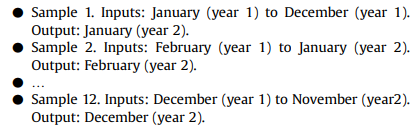 ● Sample 1. Inputs: January (year 1) to December (year 1).
Output: January (year 2).
● Sample 2. Inputs: February (year 1) to January (year 2).
Output: February (year 2).
● ...
● Sample 12. Inputs: December (year 1) to November (year2).
Output: December (year 2).